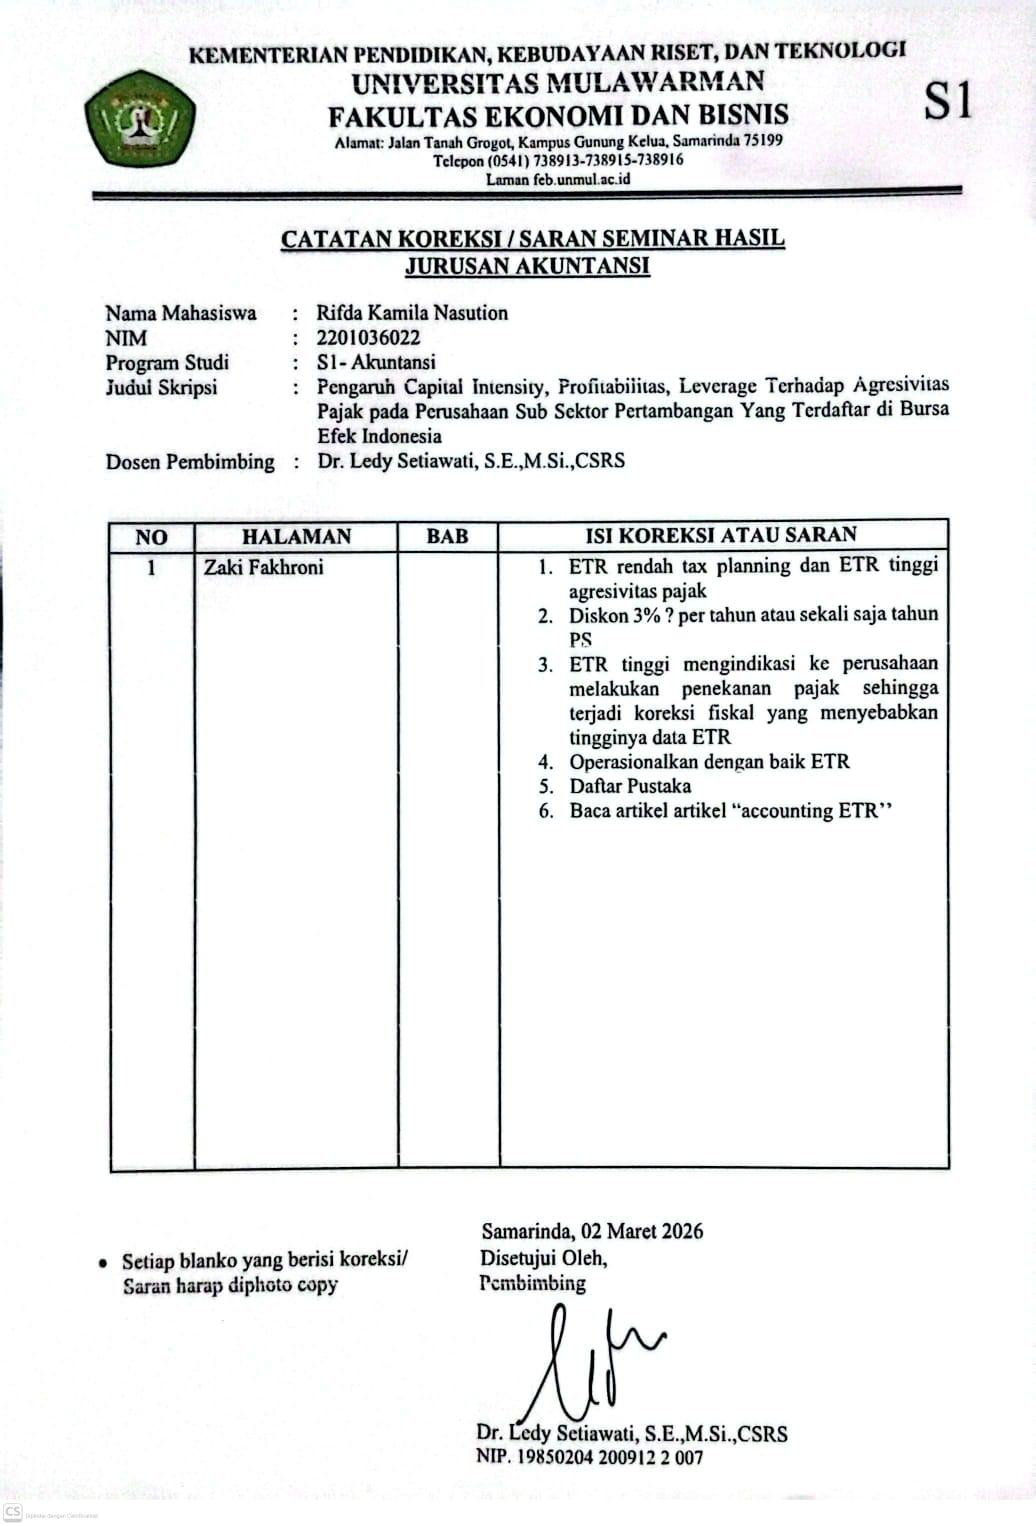 KEMENTERIAN PENDIDIKAN, KEBUDAYAAN RISET, DAN TEKNOLOGI
UNIVERSITAS MULAWARMAN
FAKULTAS EKONOMI DAN BISNIS
S1
Alamat: Jalan Tanah Grogot, Kampus Gunung Kelua, Samarinda 75199
Telepon (0541) 738913-738915-738916
Laman feb.unmul.ac.id
CATATAN KOREKSI / SARAN SEMINAR HASIL
JURUSAN AKUNTANSI
Nama Mahasiswa : Rifda Kamila Nasution
NIM : 2201036022
Program Studi : S1- Akuntansi
Judul Skripsi : Pengaruh Capital Intensity, Profitabilitas, Leverage Terhadap Agresivitas
Pajak pada Perusahaan Sub Sektor Pertambangan Yang Terdaftar di Bursa
Efek Indonesia
Dosen Pembimbing : Dr. Ledy Setiawati, S.E.,M.Si.,CSRS
NO HALAMAN BAB ISI KOREKSI ATAU SARAN
1 Zaki Fakhroni 1. ETR rendah tax planning dan ETR tinggi
agresivitas pajak
2. Diskon 3% ? per tahun atau sekali saja tahun
PS
3. ETR tinggi mengindikasi ke perusahaan
melakukan penekanan pajak sehingga
terjadi koreksi fiskal yang menyebabkan
tingginya data ETR
4. Operasionalkan dengan baik ETR
5. Daftar Pustaka
6. Baca artikel artikel “accounting ETR’’
Samarinda, 02 Maret 2026
• Setiap blanko yang berisi koreksi/
Saran harap diphoto copy
Disetujui Oleh,
Pembimbing
Dr. Ledy Setiawati, S.E.,M.Si.,CSRS
NIP. 19850204 200912 2 007
CS Dipindai dengan CamScanner